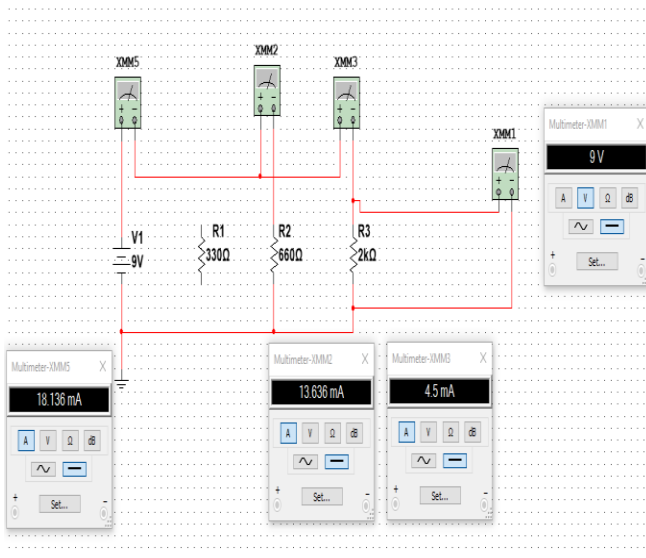 XMM5
XMM2
XMM3
+ −
+ −
+ −
XMM1
+ −
V1
9V
R1
330Ω
R2
660Ω
R3
2kΩ
Multimeter-XMM1 X
9 V
A V Ω dB
Set...
+ −
Multimeter-XMM5 X
18.136 mA
A V Ω dB
Set...
+ −
Multimeter-XMM2 X
13.636 mA
A V Ω dB
Set...
+ −
Multimeter-XMM3 X
4.5 mA
A V Ω dB
Set...
+ −